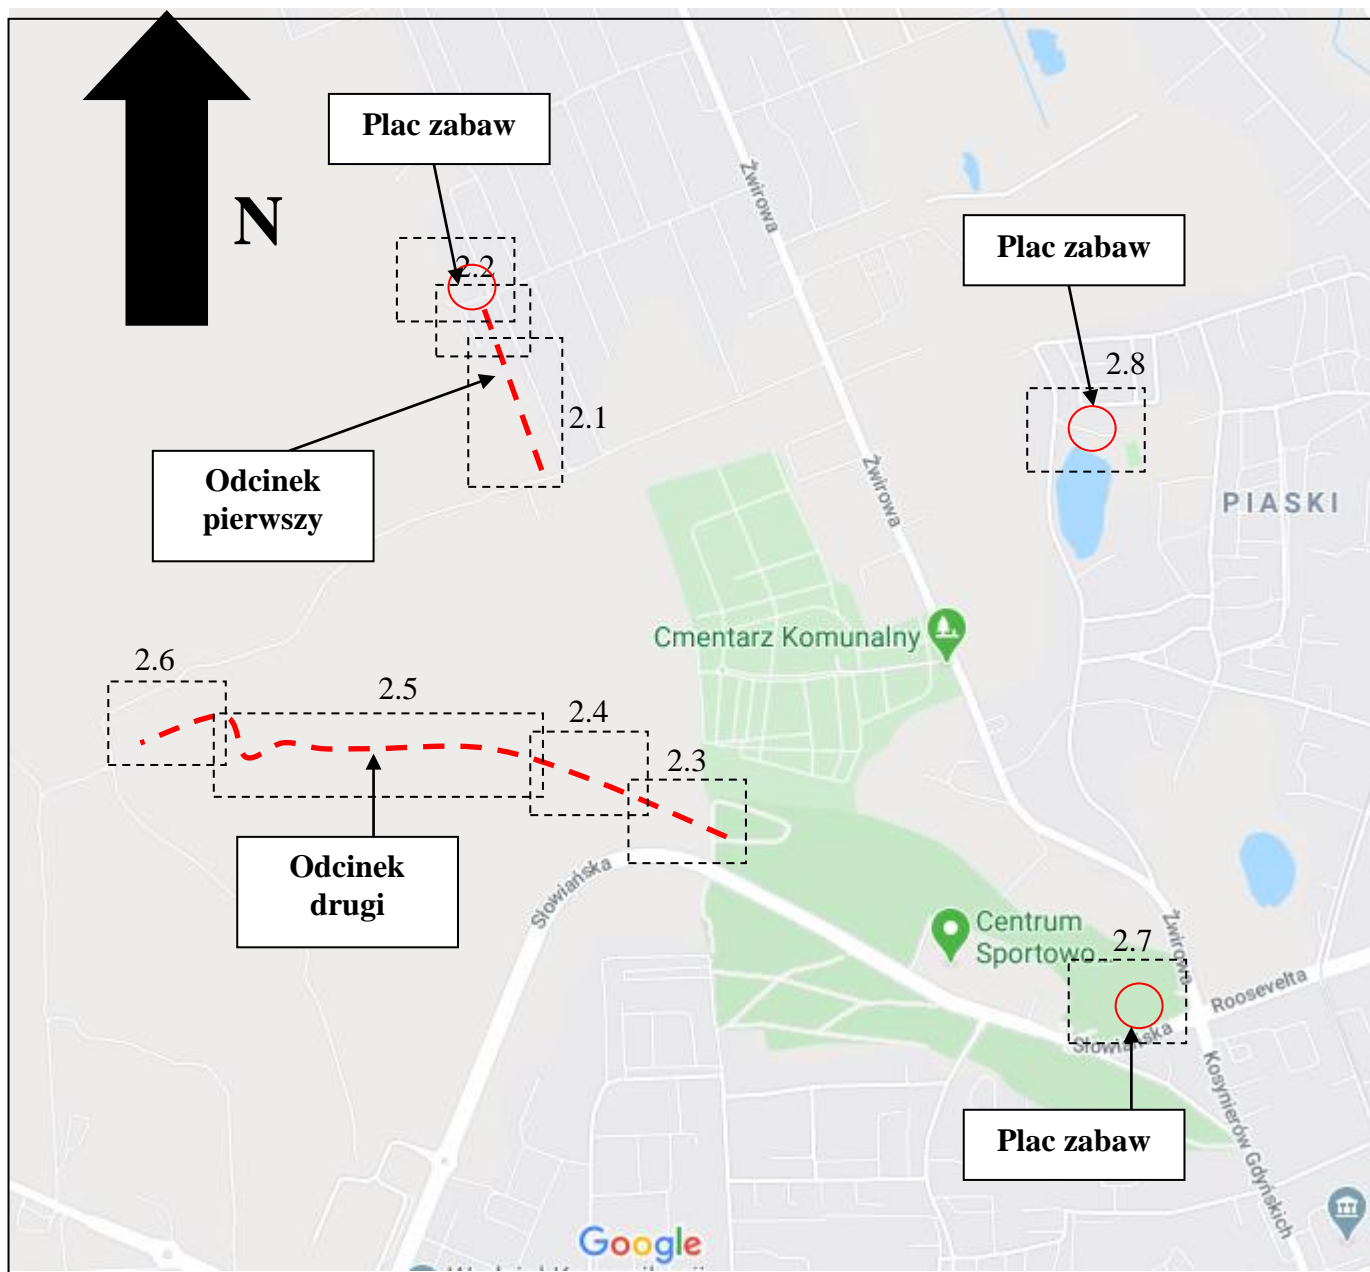 Plac zabaw
N
Żwirowa
Plac zabaw
2.2
2.8
2.1
Odcinek
pierwszy
Żwirowa
PIASKI
Cmentarz Komunalny
2.6
2.5
2.4
2.3
Odcinek
drugi
Słowiańska
Centrum
Sportowo...
2.7
Żwirowa
Roosevelta
Słowiańska
Kosynierów Gdyńskich
Plac zabaw
Google